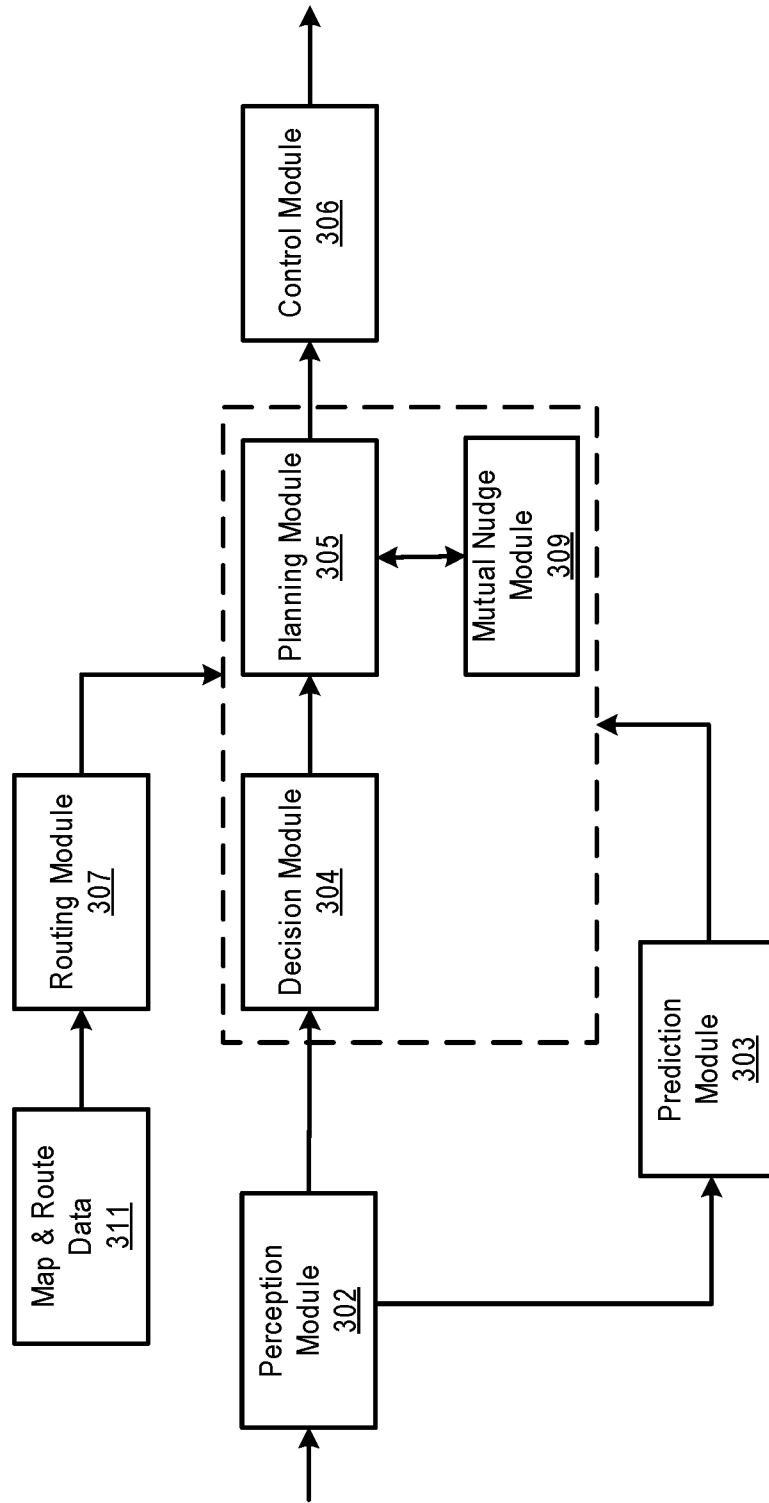 Map & Route
Data
311
Routing Module
307
Perception
Module
302
Decision Module
304
Planning Module
305
Control Module
306
Mutual Nudge
Module
309
Prediction
Module
303